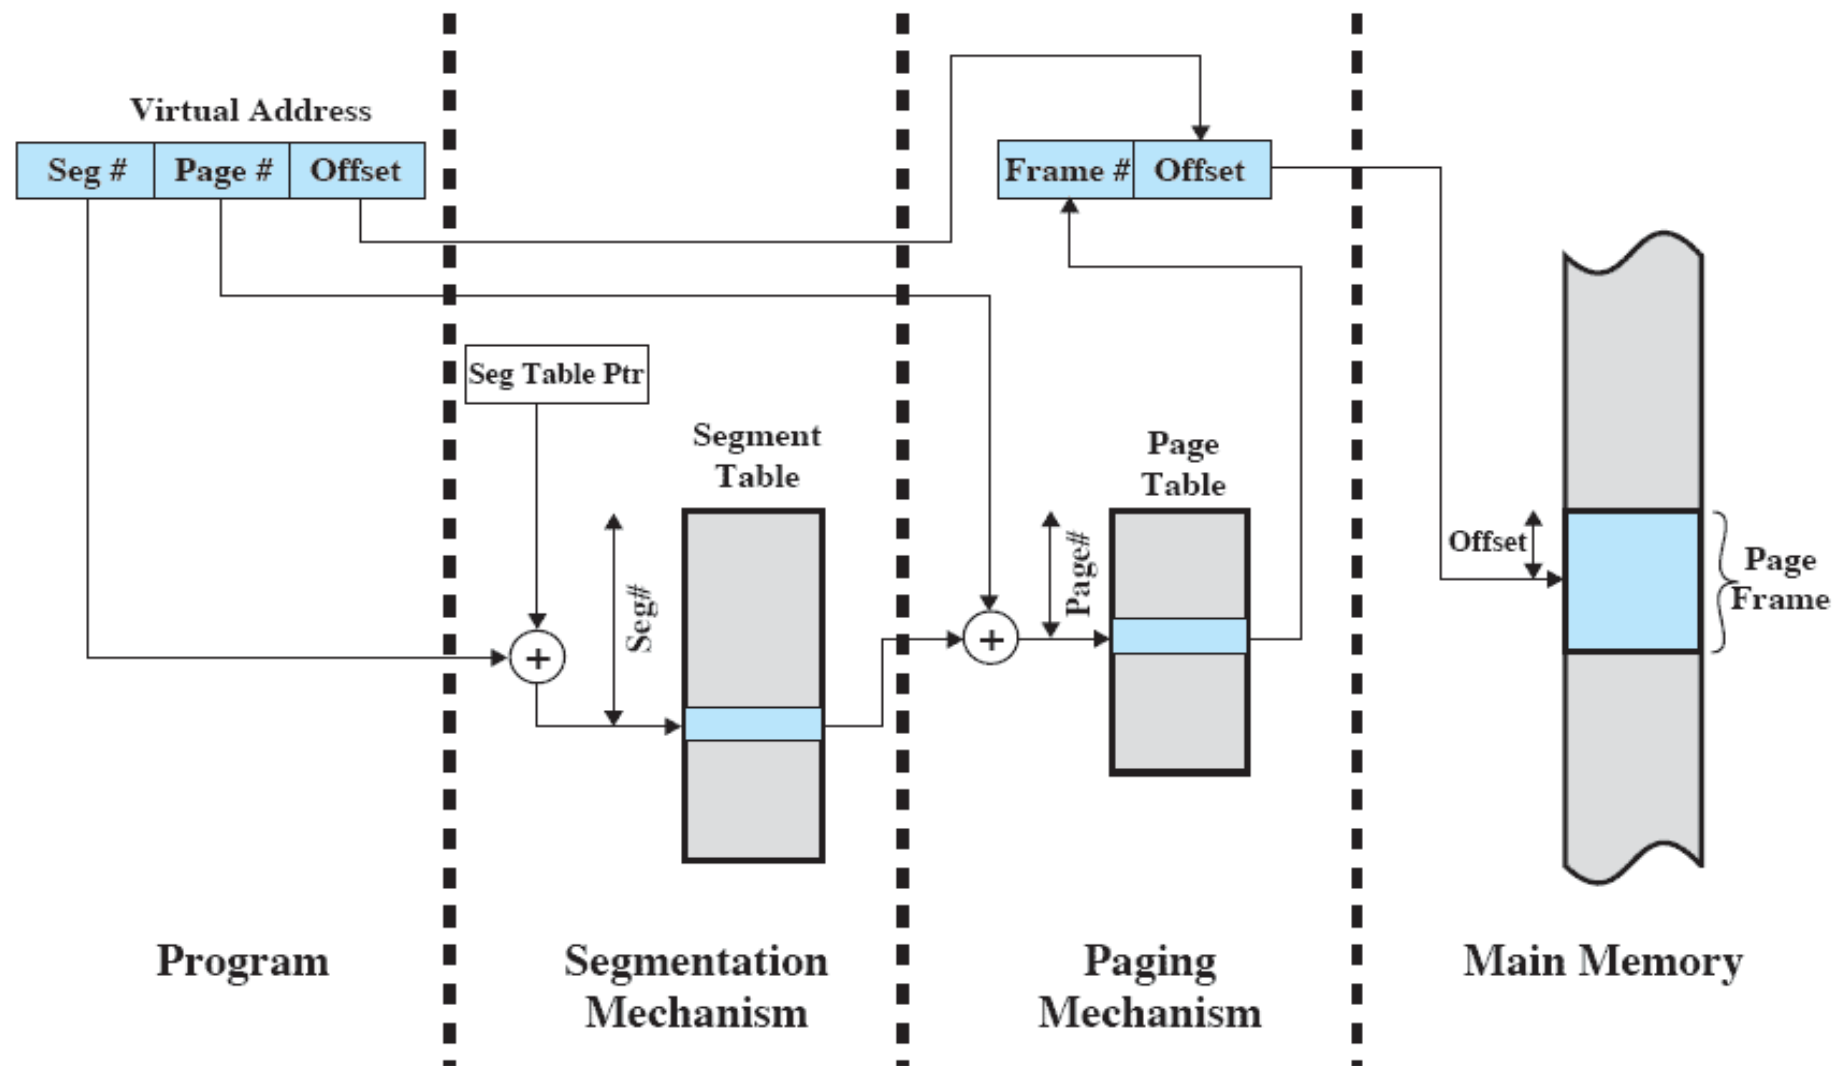 Virtual Address
Seg #
Page #
Offset
Frame #
Offset
Seg Table Ptr
Segment
Table
Seg#
+
Page
Table
Page#
+
Offset
Page
Frame
Program
Segmentation
Mechanism
Paging
Mechanism
Main Memory